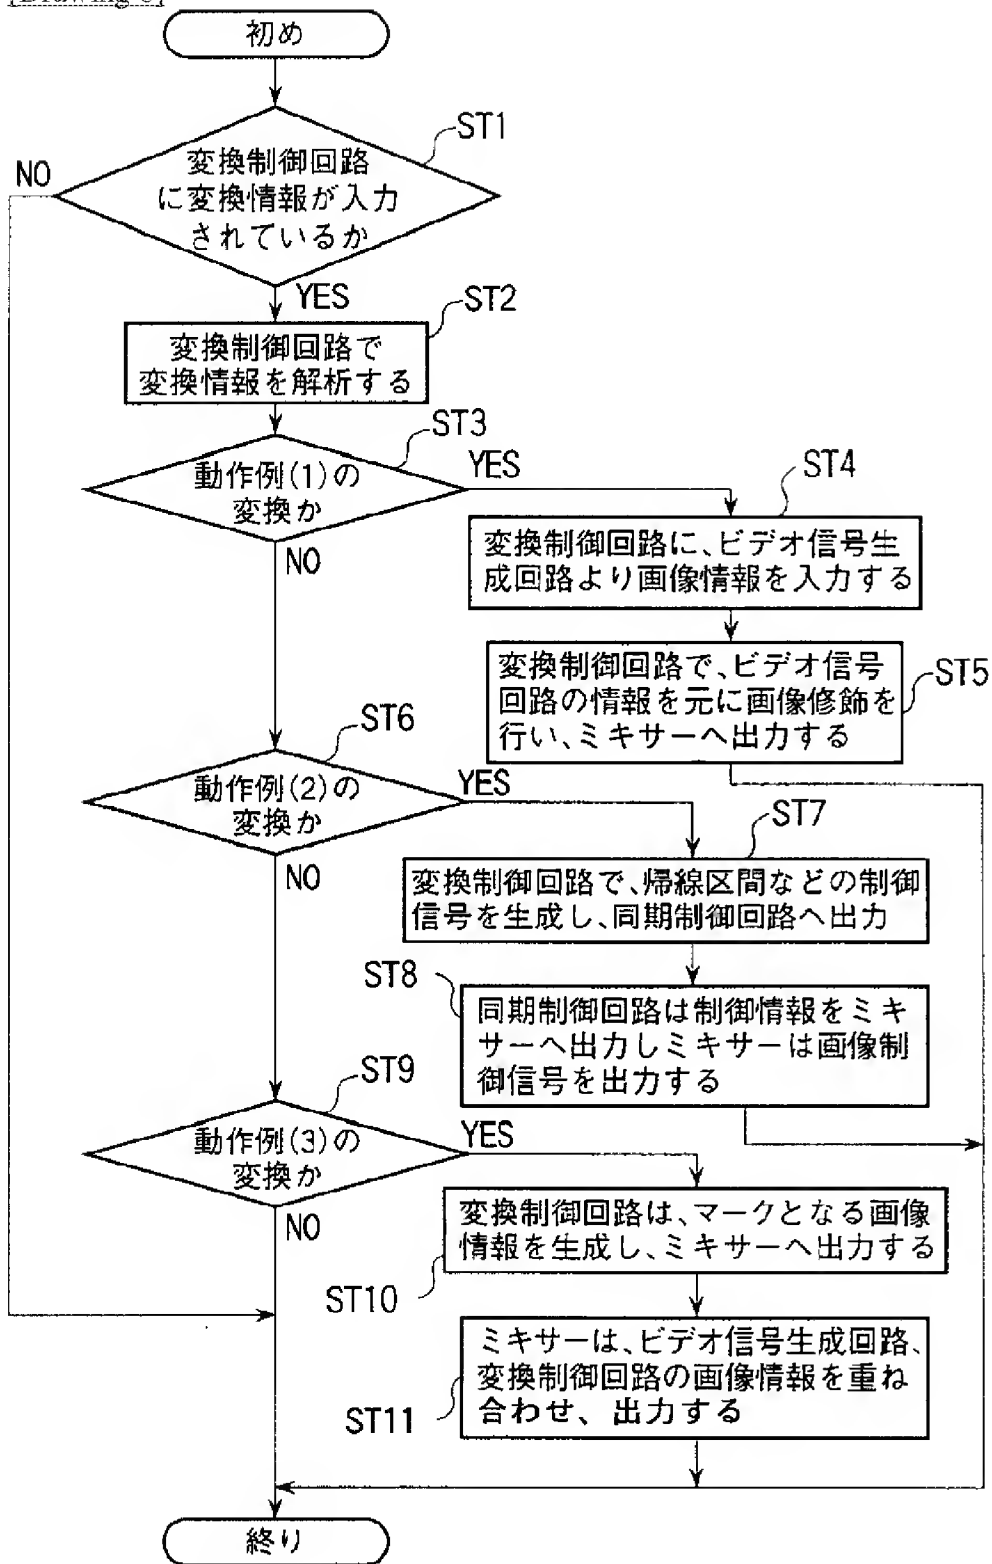 初め
ST1
NO
変換制御回路
に変換情報が入力
されているか
YES
ST2
変換制御回路で
変換情報を解析する
ST3
動作例(1)の
変換か
YES
NO
ST4
変換制御回路に、ビデオ信号生
成回路より画像情報を入力する
変換制御回路で、ビデオ信号
回路の情報を元に画像修飾を
行い、ミキサーへ出力する
ST5
ST6
動作例(2)の
変換か
YES
NO
ST7
変換制御回路で、帰線区間などの制御
信号を生成し、同期制御回路へ出力
ST8
同期制御回路は制御情報をミキ
サーへ出力しミキサーは画像制
御信号を出力する
ST9
動作例(3)の
変換か
YES
NO
変換制御回路は、マークとなる画像
情報を生成し、ミキサーへ出力する
ST10
ミキサーは、ビデオ信号生成回路、
変換制御回路の画像情報を重ね
合わせ、出力する
ST11
終り